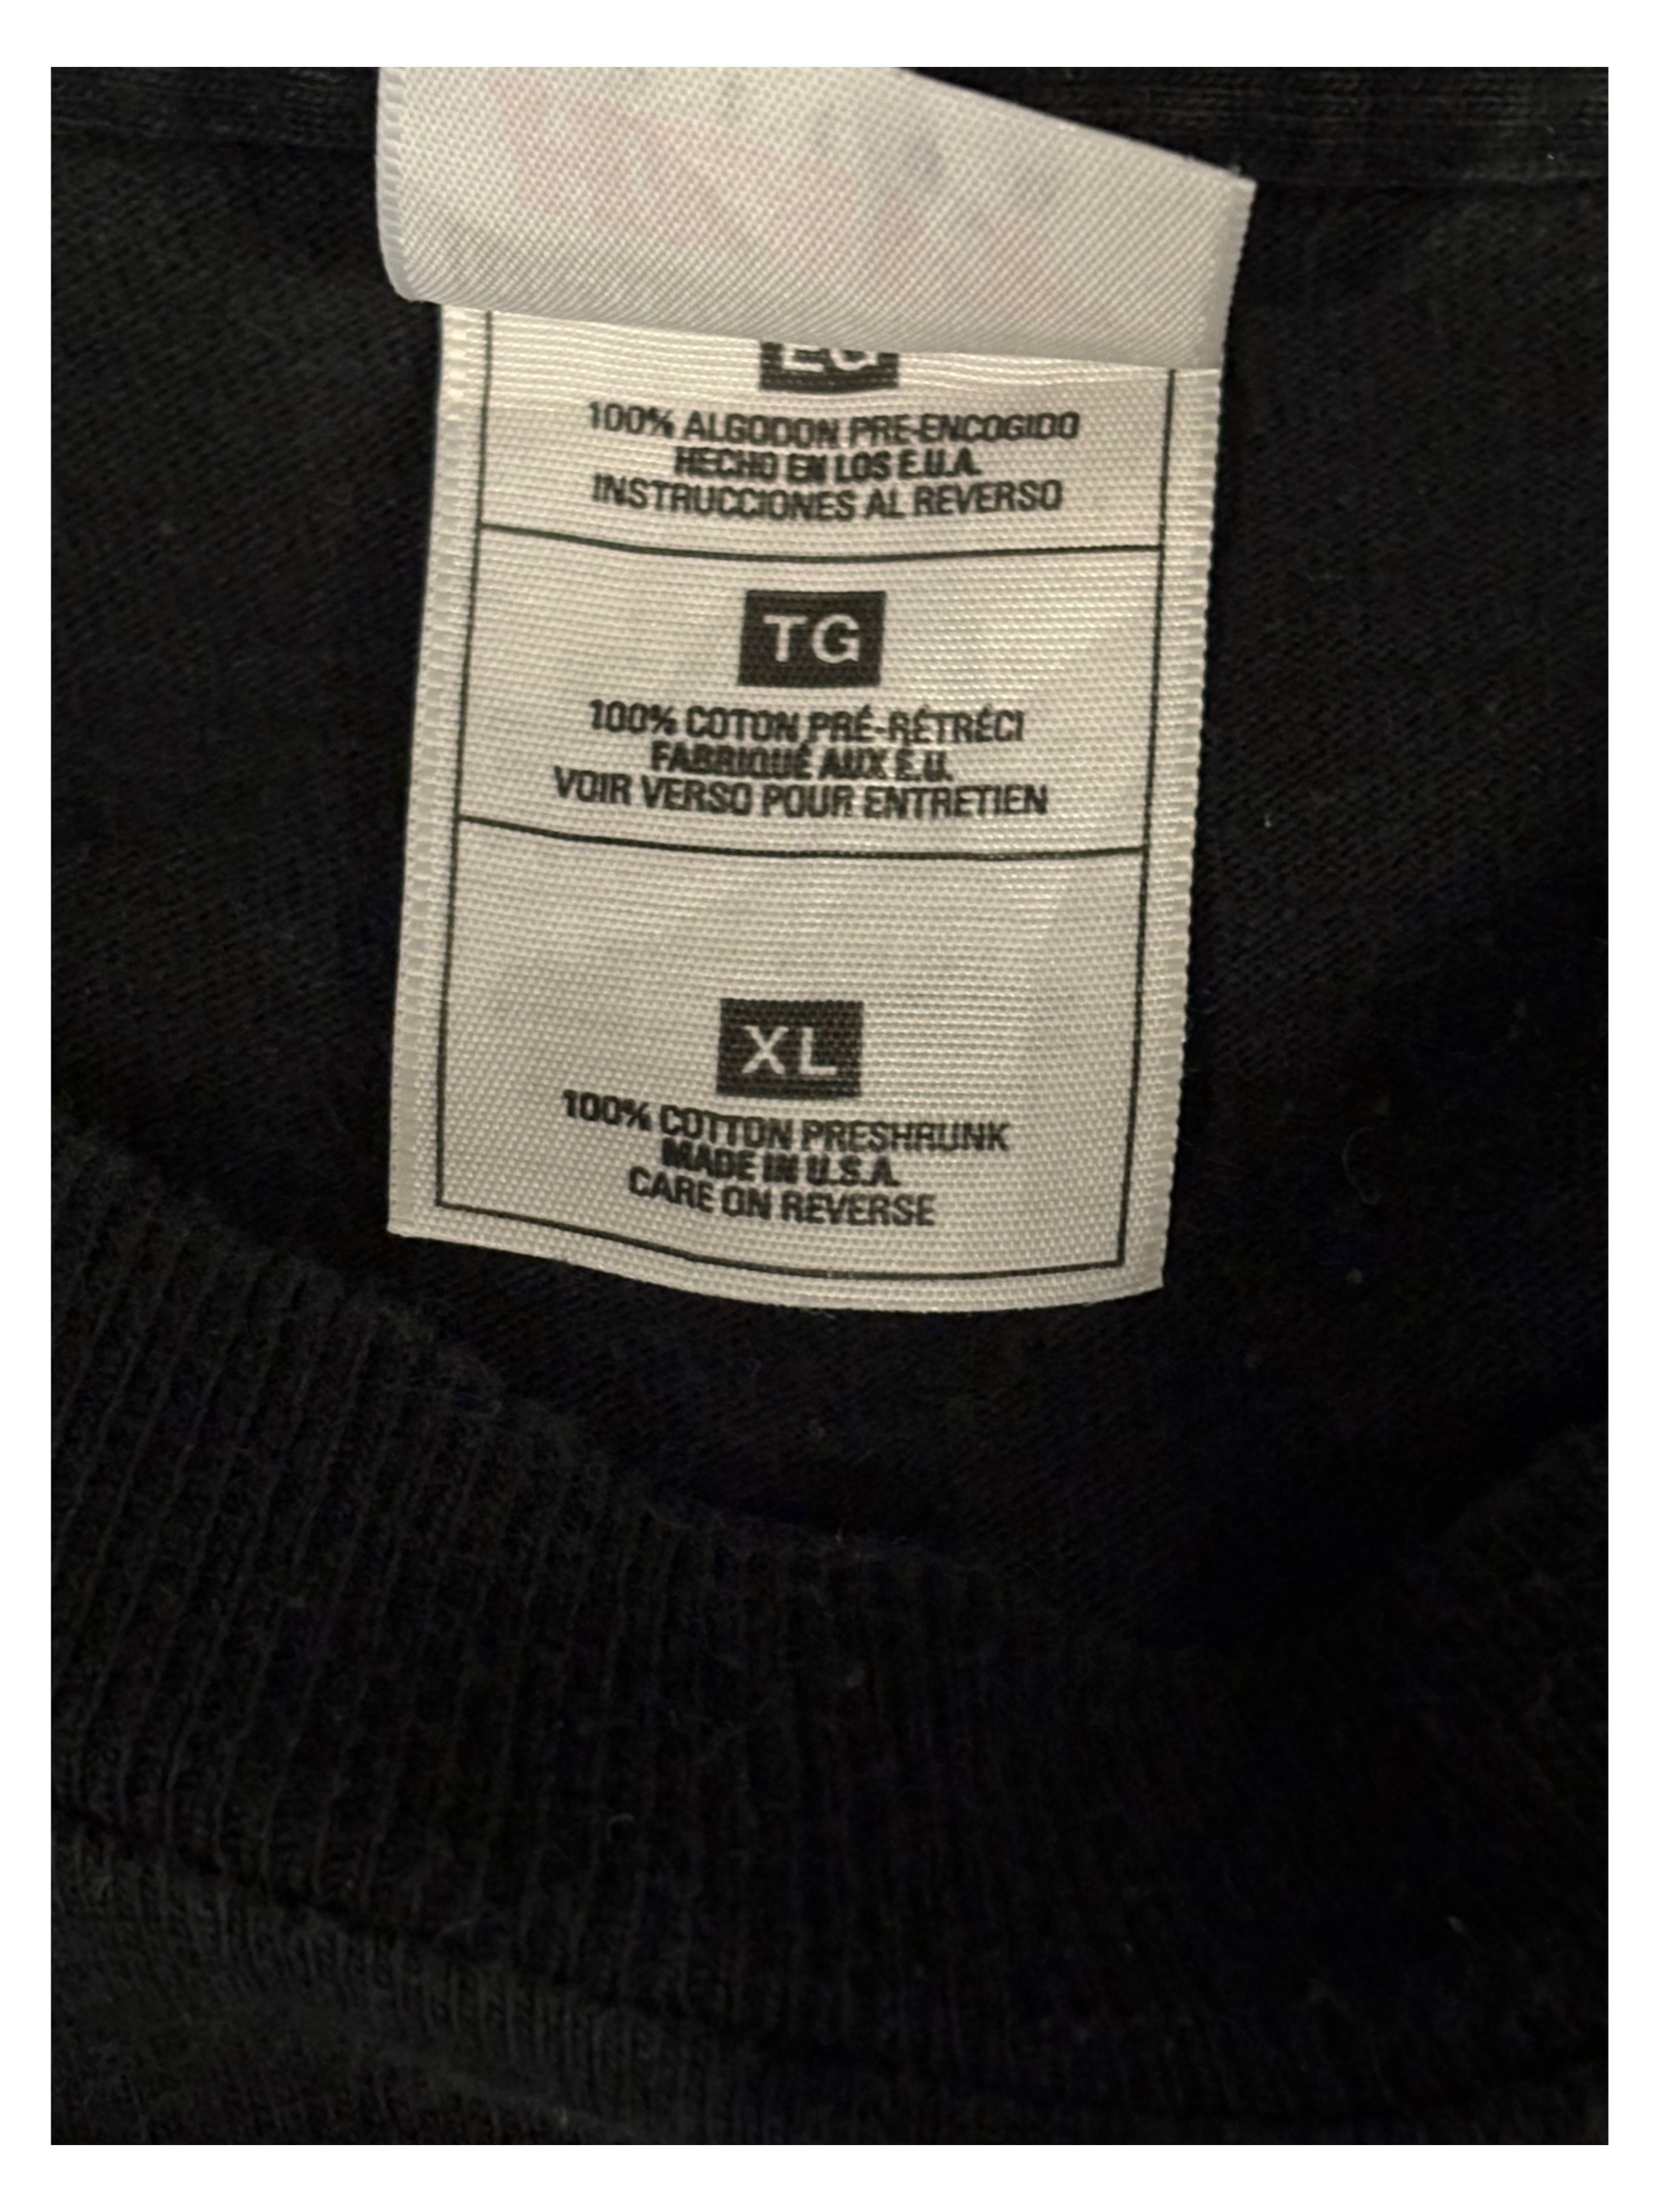 EG
100% ALGODON PRE-ENCOGIDO
HECHO EN LOS E.U.A.
INSTRUCCIONES AL REVERSO
TG
100% COTON PRÉ-RÉTRÉCI
FABRIQUÉ AUX É.U.
VOIR VERSO POUR ENTRETIEN
XL
100% COTTON PRESHRUNK
MADE IN U.S.A.
CARE ON REVERSE